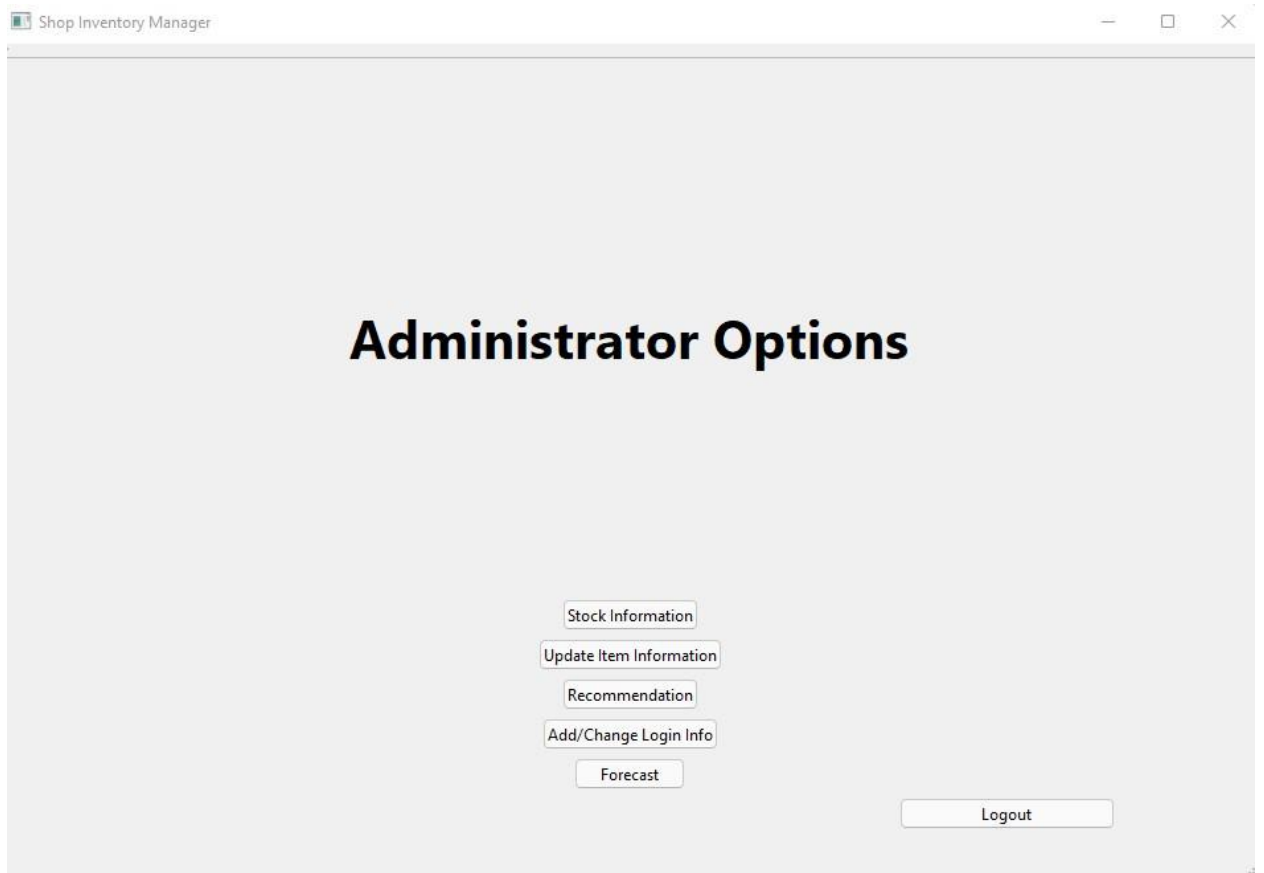 Shop Inventory Manager
Administrator Options
Stock Information
Update Item Information
Recommendation
Add/Change Login Info
Forecast
Logout